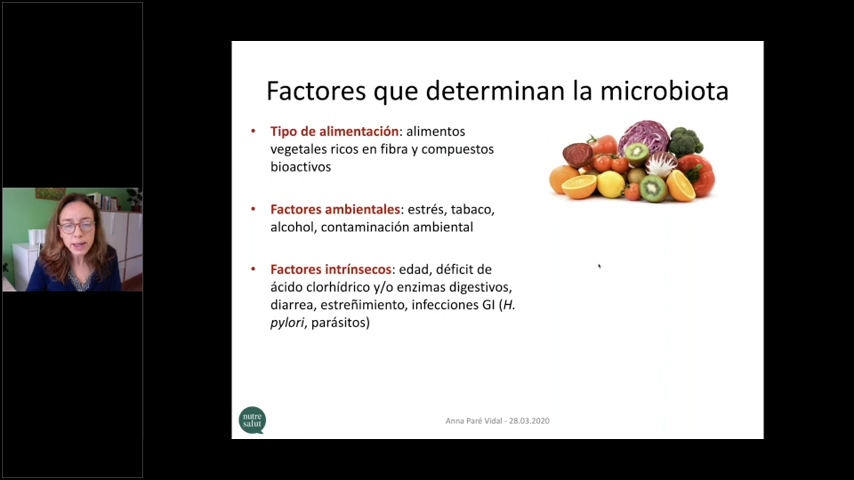 Factores que determinan la microbiota
• Tipo de alimentación: alimentos
vegetales ricos en fibra y compuestos
bioactivos
• Factores ambientales: estrés, tabaco,
alcohol, contaminación ambiental
• Factores intrínsecos: edad, déficit de
ácido clorhídrico y/o enzimas digestivos,
diarrea, estreñimiento, infecciones GI (H.
pylori, parásitos)
nutre
salut
Anna Paré Vidal - 28.03.2020